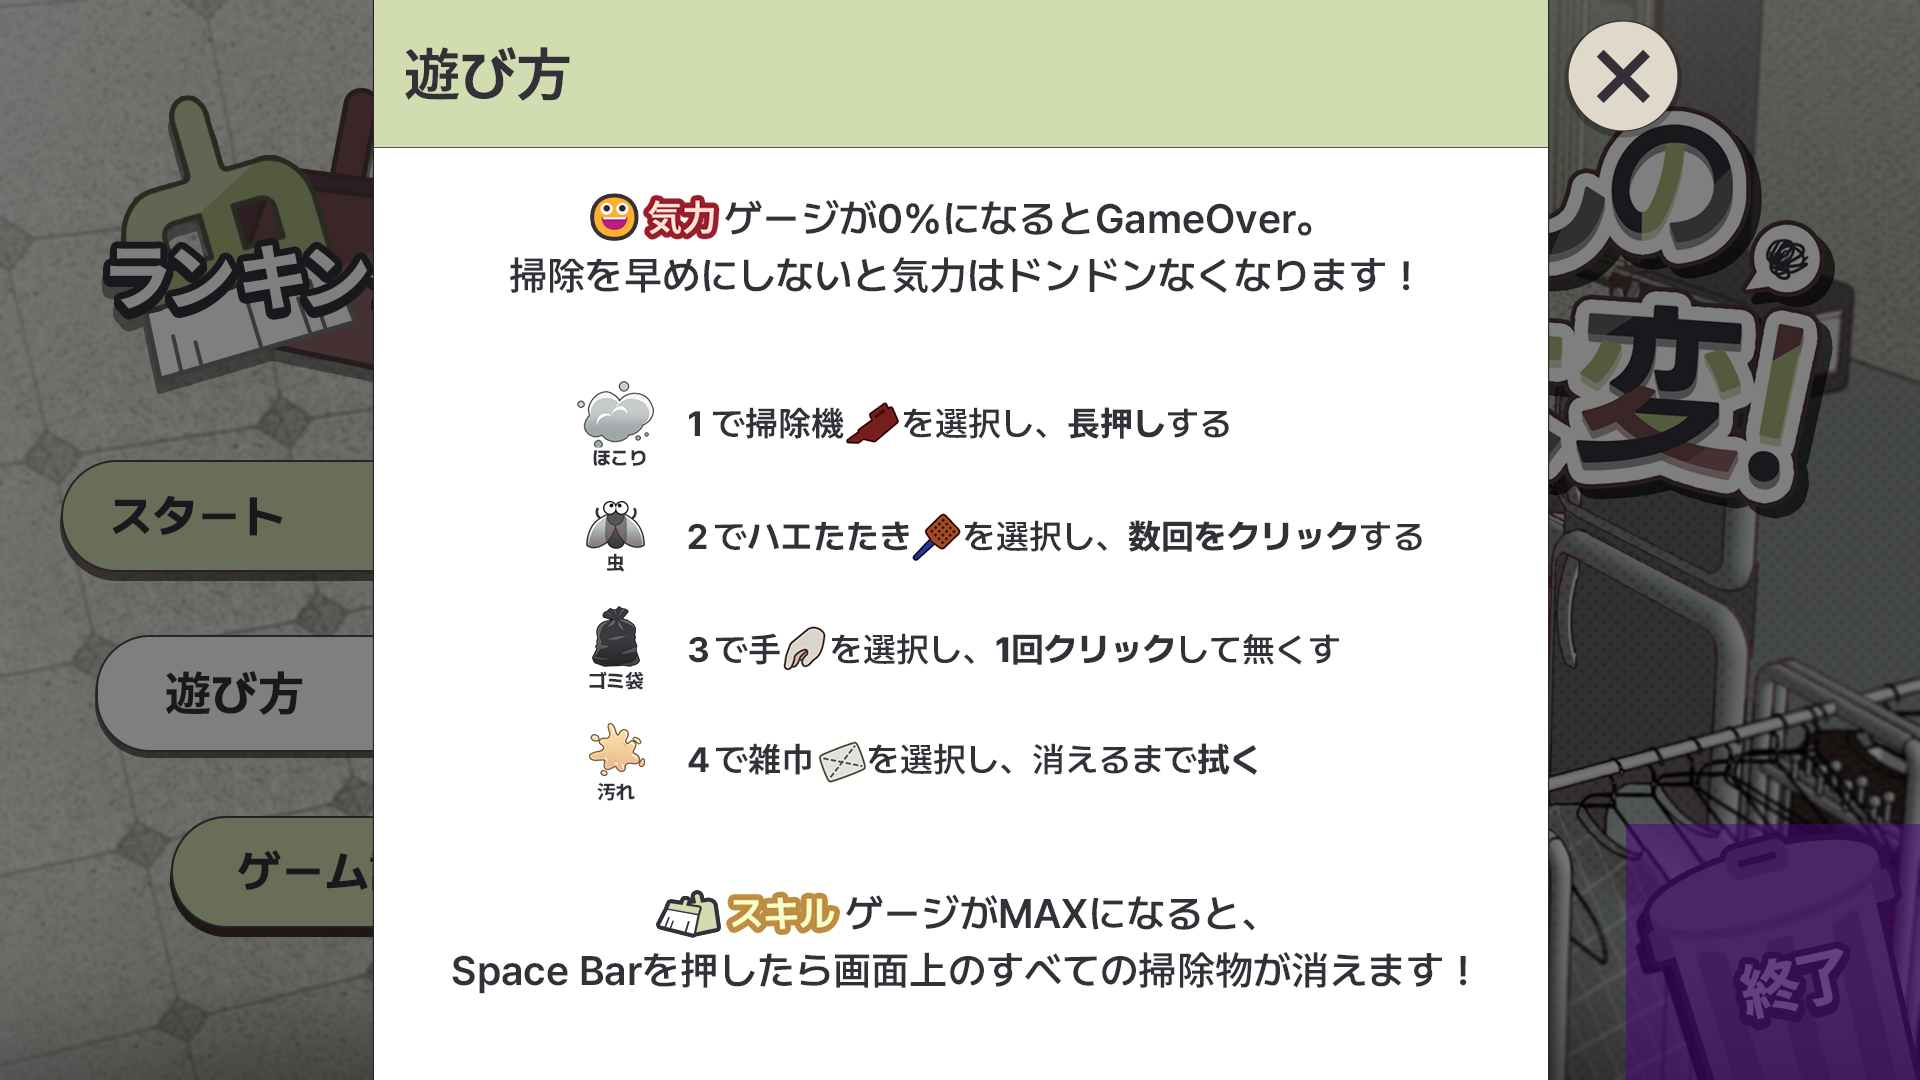 遊び方
気力ゲージが0%になるとGameOver。
掃除を早めにしないと気力はドンドンなくなります！
ほこり
1で掃除機を選択し、長押しする
虫
2でハエたたきを選択し、数回をクリックする
ゴミ袋
3で手を選択し、1回クリックして無くす
汚れ
4で雑巾を選択し、消えるまで拭く
スキルゲージがMAXになると、
Space Barを押したら画面上のすべての掃除物が消えます！
ランキン
スタート
遊び方
ゲーム
の
変!
終了